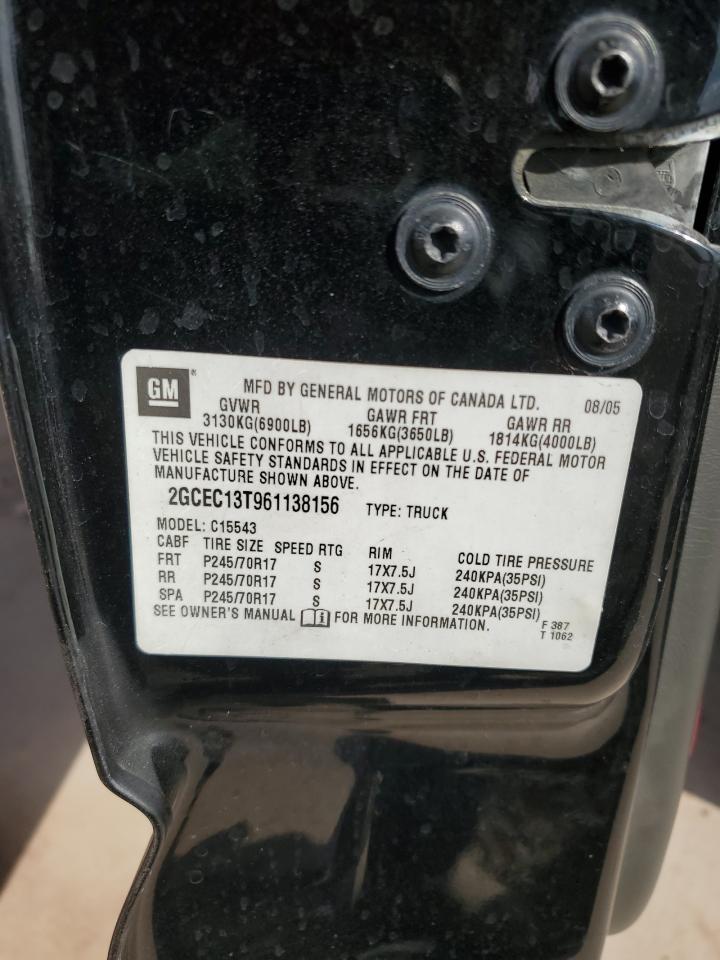 GM ®
MFD BY GENERAL MOTORS OF CANADA LTD. 08/05
GVWR GAWR FRT GAWR RR
3130KG(6900LB) 1656KG(3650LB) 1814KG(4000LB)
THIS VEHICLE CONFORMS TO ALL APPLICABLE U.S. FEDERAL MOTOR
VEHICLE SAFETY STANDARDS IN EFFECT ON THE DATE OF
MANUFACTURE SHOWN ABOVE.
2GCEC13T961138156 TYPE: TRUCK
MODEL: C15543
CABF TIRE SIZE SPEED RTG RIM COLD TIRE PRESSURE
FRT P245/70R17 S 17X7.5J 240KPA(35PSI)
RR P245/70R17 S 17X7.5J 240KPA(35PSI)
SPA P245/70R17 S 17X7.5J 240KPA(35PSI)
SEE OWNER'S MANUAL i FOR MORE INFORMATION.
F 387
T 1062